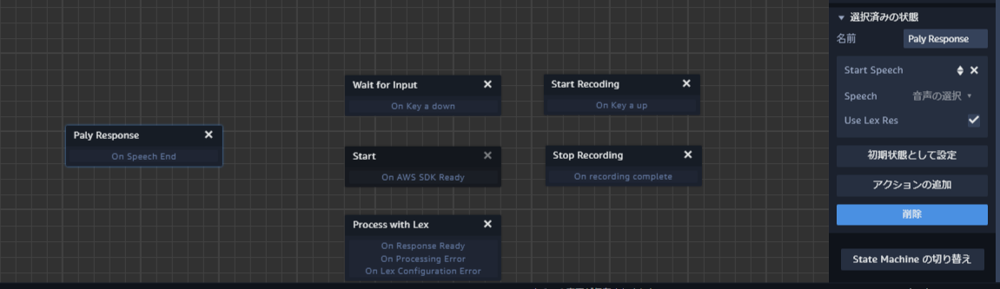 Paly Response
On Speech End
Wait for Input
On Key a down
Start Recoding
On Key a up
Start
On AWS SDK Ready
Stop Recording
On recording complete
Process with Lex
On Response Ready
On Processing Error
On Lex Configuration Error
選択済みの状態
名前 Paly Response
Start Speech
Speech 音声の選択
Use Lex Res
初期状態として設定
アクションの追加
削除
State Machine の切り替え